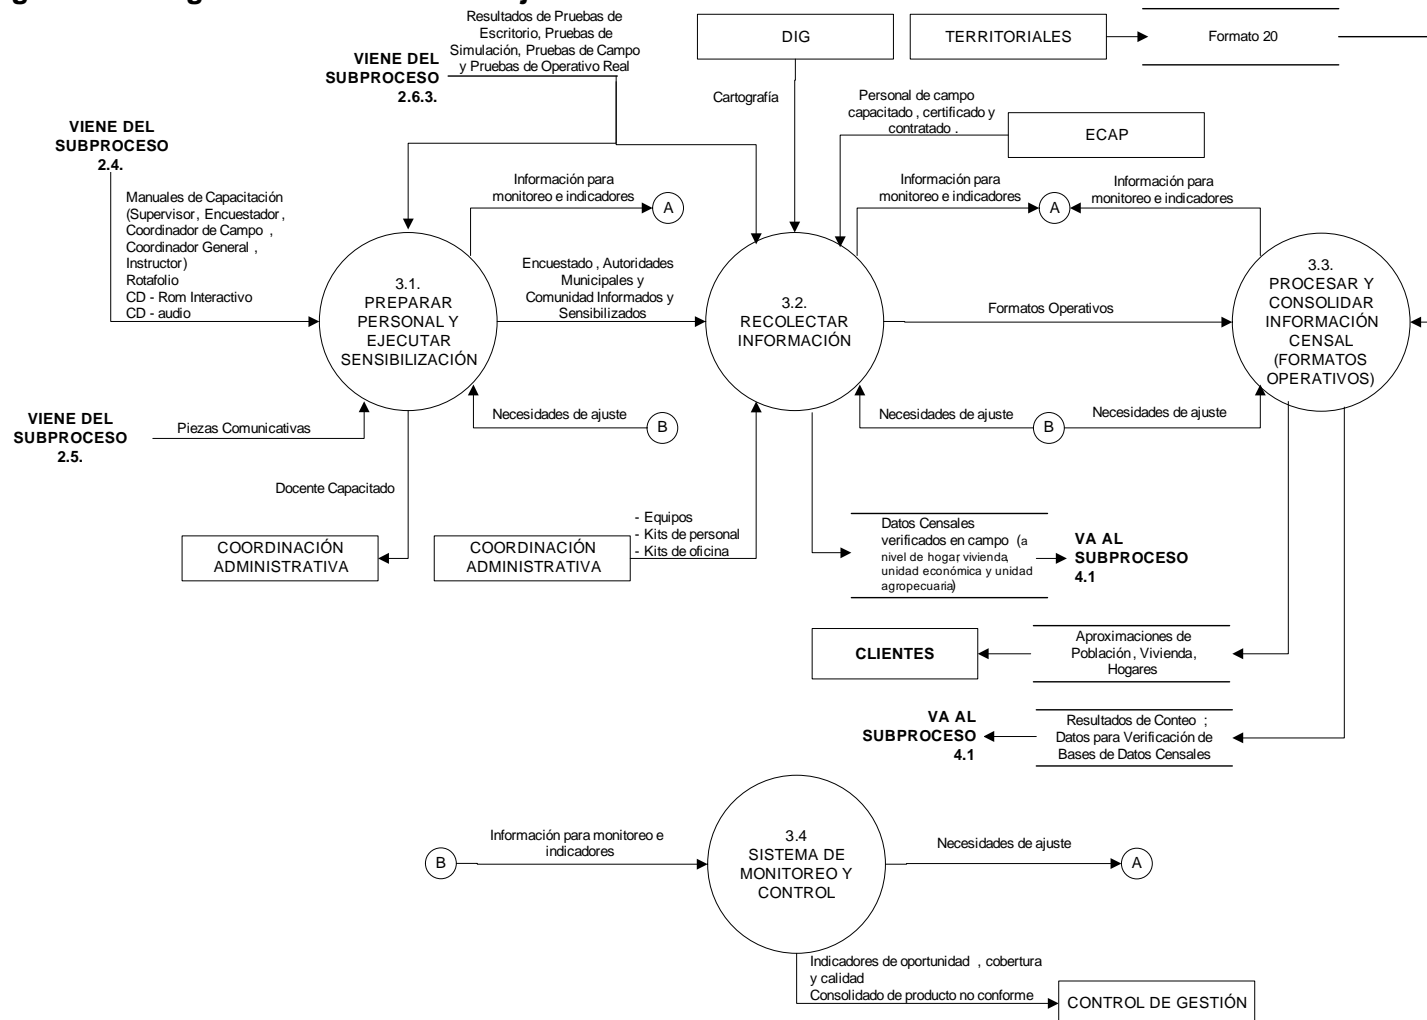 Resultados de Pruebas de
Escritorio, Pruebas de
Simulación, Pruebas de Campo
y Pruebas de Operativo Real
DIG
TERRITORIALES
Formato 20
VIENE DEL
SUBPROCESO
2.6.3.
Cartografía
Personal de campo
capacitado , certificado y
contratado .
ECAP
VIENE DEL
SUBPROCESO
2.4.
Manuales de Capacitación
(Supervisor, Encuestador,
Coordinador de Campo ,
Coordinador General ,
Instructor)
Rotafolio
CD - Rom Interactivo
CD - audio
Información para
monitoreo e indicadores
A
Información para
monitoreo e indicadores
A
Información para
monitoreo e indicadores
3.1.
PREPARAR
PERSONAL Y
EJECUTAR
SENSIBILIZACIÓN
Encuestado , Autoridades
Municipales y
Comunidad Informados y
Sensibilizados
3.2.
RECOLECTAR
INFORMACIÓN
Formatos Operativos
3.3.
PROCESAR Y
CONSOLIDAR
INFORMACIÓN
CENSAL
(FORMATOS
OPERATIVOS)
VIENE DEL
SUBPROCESO
2.5.
Piezas Comunicativas
Necesidades de ajuste
B
Necesidades de ajuste
B
Necesidades de ajuste
Docente Capacitado
COORDINACIÓN
ADMINISTRATIVA
COORDINACIÓN
ADMINISTRATIVA
- Equipos
- Kits de personal
- Kits de oficina
Datos Censales
verificados en campo (a
nivel de hogar, vivienda,
unidad económica y unidad
agropecuaria)
VA AL
SUBPROCESO
4.1
CLIENTES
Aproximaciones de
Población , Vivienda,
Hogares
VA AL
SUBPROCESO
4.1
Resultados de Conteo ;
Datos para Verificación de
Bases de Datos Censales
B
Información para monitoreo e
indicadores
3.4
SISTEMA DE
MONITOREO Y
CONTROL
Necesidades de ajuste
A
Indicadores de oportunidad , cobertura
y calidad
Consolidado de producto no conforme
CONTROL DE GESTIÓN